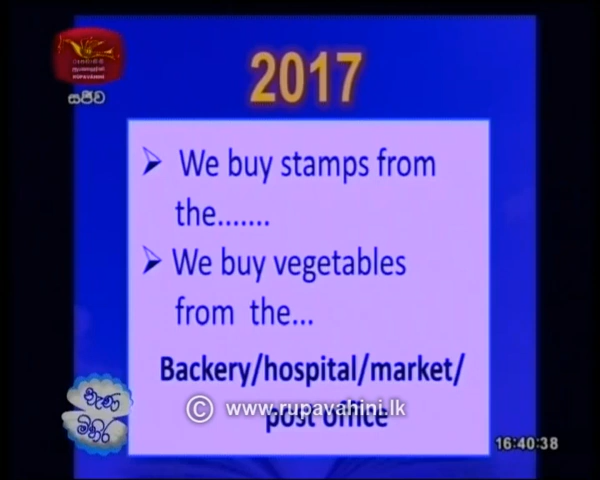 RUPAVAHINI
සජීව
2017
We buy stamps from
the.......
We buy vegetables
from the...
Backery/hospital/market/
post office
© www.rupavahini.lk
නැණ
මිහිර
16:40:38